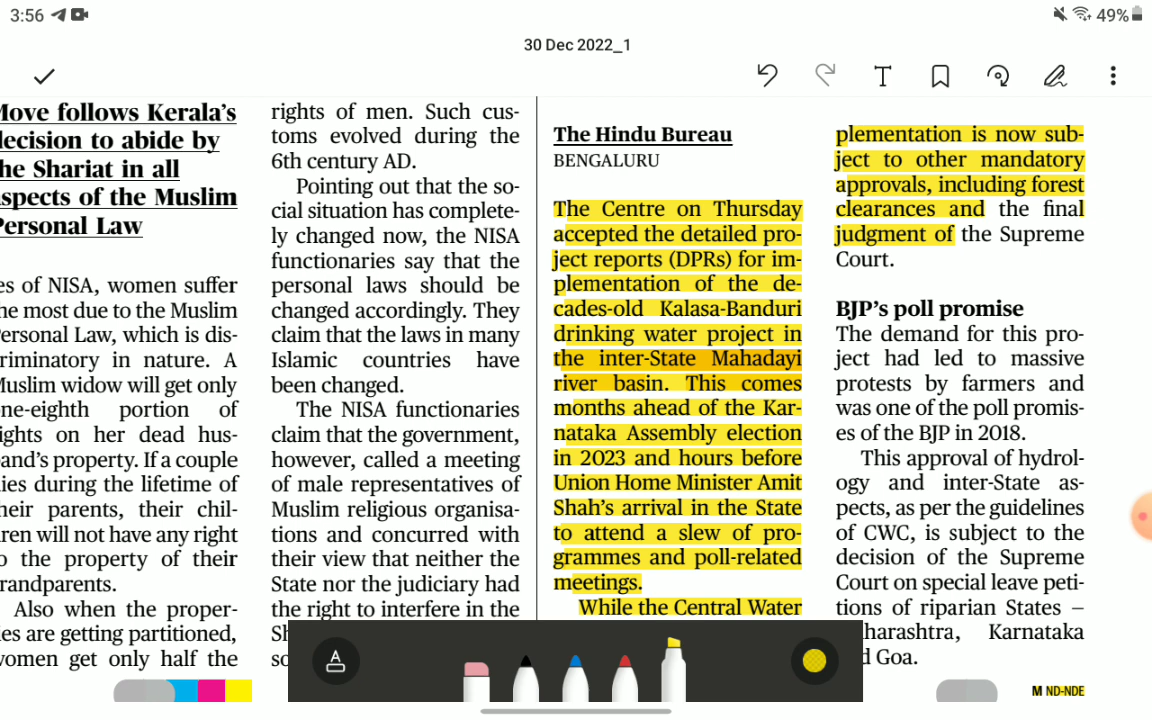 3:56
49%
30 Dec 2022_1
T
Move follows Kerala's
decision to abide by
the Shariat in all
aspects of the Muslim
Personal Law
es of NISA, women suffer
the most due to the Muslim
Personal Law, which is dis-
criminatory in nature. A
Muslim widow will get only
one-eighth portion of
rights on her dead hus-
band's property. If a couple
dies during the lifetime of
their parents, their chil-
dren will not have any right
to the property of their
grandparents.
Also when the proper-
ties are getting partitioned,
women get only half the
rights of men. Such cus-
toms evolved during the
6th century AD.
Pointing out that the so-
cial situation has complete-
ly changed now, the NISA
functionaries say that the
personal laws should be
changed accordingly. They
claim that the laws in many
Islamic countries have
been changed.
The NISA functionaries
claim that the government,
however, called a meeting
of male representatives of
Muslim religious organisa-
tions and concurred with
their view that neither the
State nor the judiciary had
the right to interfere in the
Sh
so
The Hindu Bureau
BENGALURU
The Centre on Thursday
accepted the detailed pro-
ject reports (DPRs) for im-
plementation of the de-
cades-old Kalasa-Banduri
drinking water project in
the inter-State Mahadayi
river basin. This comes
months ahead of the Kar-
nataka Assembly election
in 2023 and hours before
Union Home Minister Amit
Shah's arrival in the State
to attend a slew of pro-
grammes and poll-related
meetings.
While the Central Water
plementation is now sub-
ject to other mandatory
approvals, including forest
clearances and the final
judgment of the Supreme
Court.
BJP's poll promise
The demand for this pro-
ject had led to massive
protests by farmers and
was one of the poll promis-
es of the BJP in 2018.
This approval of hydrol-
ogy and inter-State as-
pects, as per the guidelines
of CWC, is subject to the
decision of the Supreme
Court on special leave peti-
tions of riparian States –
harashtra, Karnataka
d Goa.
A
M ND-NDE